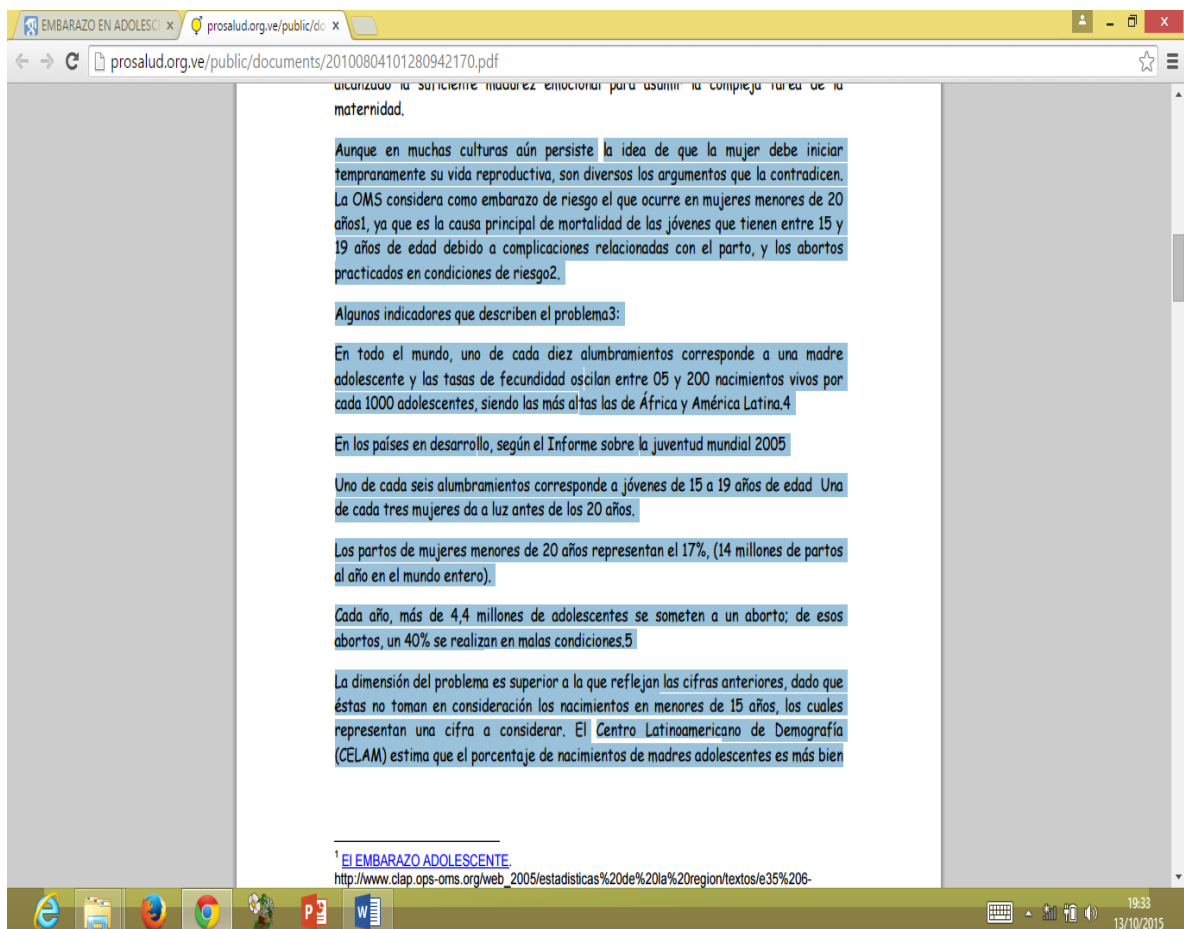 EMBARAZO EN ADOLESC
prosalud.org.ve/public/do
prosalud.org.ve/public/documents/20100804101280942170.pdf
alcanzado la suficiente madurez emocional para asumir la compleja tarea de la
maternidad.
Aunque en muchas culturas aún persiste la idea de que la mujer debe iniciar
tempranamente su vida reproductiva, son diversos los argumentos que la contradicen.
La OMS considera como embarazo de riesgo el que ocurre en mujeres menores de 20
años1, ya que es la causa principal de mortalidad de las jóvenes que tienen entre 15 y
19 años de edad debido a complicaciones relacionadas con el parto, y los abortos
practicados en condiciones de riesgo2.
Algunos indicadores que describen el problema3:
En todo el mundo, uno de cada diez alumbramientos corresponde a una madre
adolescente y las tasas de fecundidad oscilan entre 05 y 200 nacimientos vivos por
cada 1000 adolescentes, siendo las más altas las de África y América Latina.4
En los países en desarrollo, según el Informe sobre la juventud mundial 2005
Uno de cada seis alumbramientos corresponde a jóvenes de 15 a 19 años de edad Una
de cada tres mujeres da a luz antes de los 20 años.
Los partos de mujeres menores de 20 años representan el 17%, (14 millones de partos
al año en el mundo entero).
Cada año, más de 4,4 millones de adolescentes se someten a un aborto; de esos
abortos, un 40% se realizan en malas condiciones.5
La dimensión del problema es superior a la que reflejan las cifras anteriores, dado que
éstas no toman en consideración los nacimientos en menores de 15 años, los cuales
representan una cifra a considerar. El Centro Latinoamericano de Demografía
(CELAM) estima que el porcentaje de nacimientos de madres adolescentes es más bien
1 El EMBARAZO ADOLESCENTE.
http://www.clap.ops-oms.org/web_2005/estadisticas%20de%20la%20region/textos/e35%206-
19:33
13/10/2015